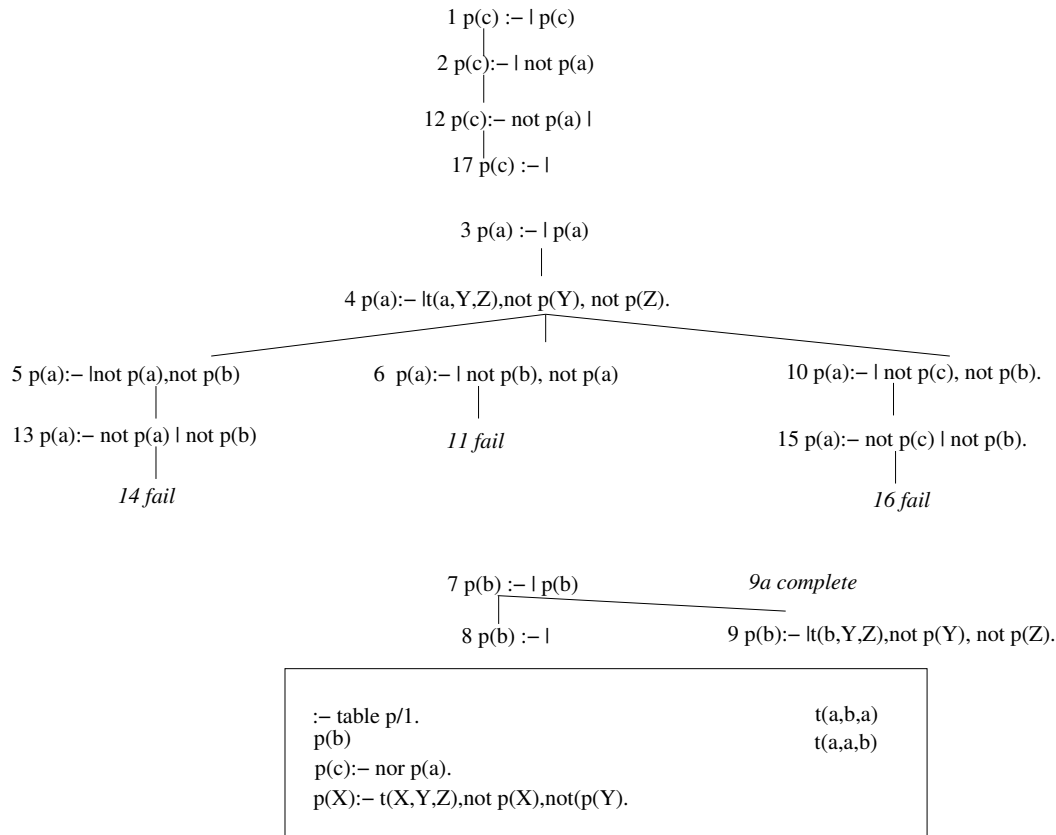 1 p(c) :− | p(c)
2 p(c):− | not p(a)
12 p(c):− not p(a) |
17 p(c) :− |
3 p(a) :− | p(a)
4 p(a):− |t(a,Y,Z),not p(Y), not p(Z).
5 p(a):− |not p(a),not p(b)
6 p(a):− | not p(b), not p(a)
10 p(a):− | not p(c), not p(b).
13 p(a):− not p(a) | not p(b)
11 fail
15 p(a):− not p(c) | not p(b).
14 fail
16 fail
7 p(b) :− | p(b)
9a complete
8 p(b) :− |
9 p(b):− |t(b,Y,Z),not p(Y), not p(Z).
:− table p/1.
t(a,b,a)
p(b)
t(a,a,b)
p(c):− nor p(a).
p(X):− t(X,Y,Z),not p(X),not(p(Y).